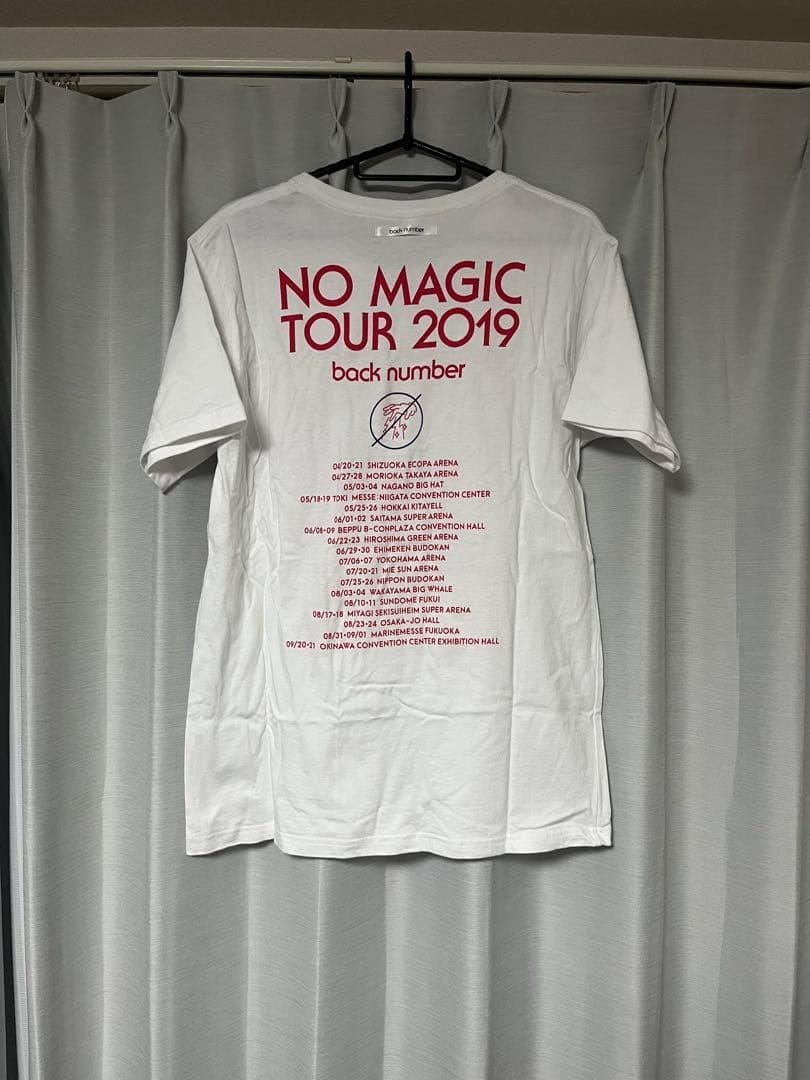 back number
NO MAGIC
TOUR 2019
back number
04/20•21 SHIZUOKA ECOPA ARENA
04/27•28 MORIOKA TAKAYA ARENA
05/03•04 NAGANO BIG HAT
05/18•19 TOKI MESSE: NIIGATA CONVENTION CENTER
05/25•26 HOKKAI KITAYELL
06/01•02 SAITAMA SUPER ARENA
06/08•09 BEPPU B-CONPLAZA CONVENTION HALL
06/22•23 HIROSHIMA GREEN ARENA
06/29•30 EHIMEKEN BUDOKAN
07/06•07 YOKOHAMA ARENA
07/20•21 MIE SUN ARENA
07/25•26 NIPPON BUDOKAN
08/03•04 WAKAYAMA BIG WHALE
08/10•11 SUNDOME FUKUI
08/17•18 MIYAGI SEKISUIHEIM SUPER ARENA
08/23•24 OSAKA-JO HALL
08/31•09/01 MARINEMESSE FUKUOKA
09/20•21 OKINAWA CONVENTION CENTER EXHIBITION HALL